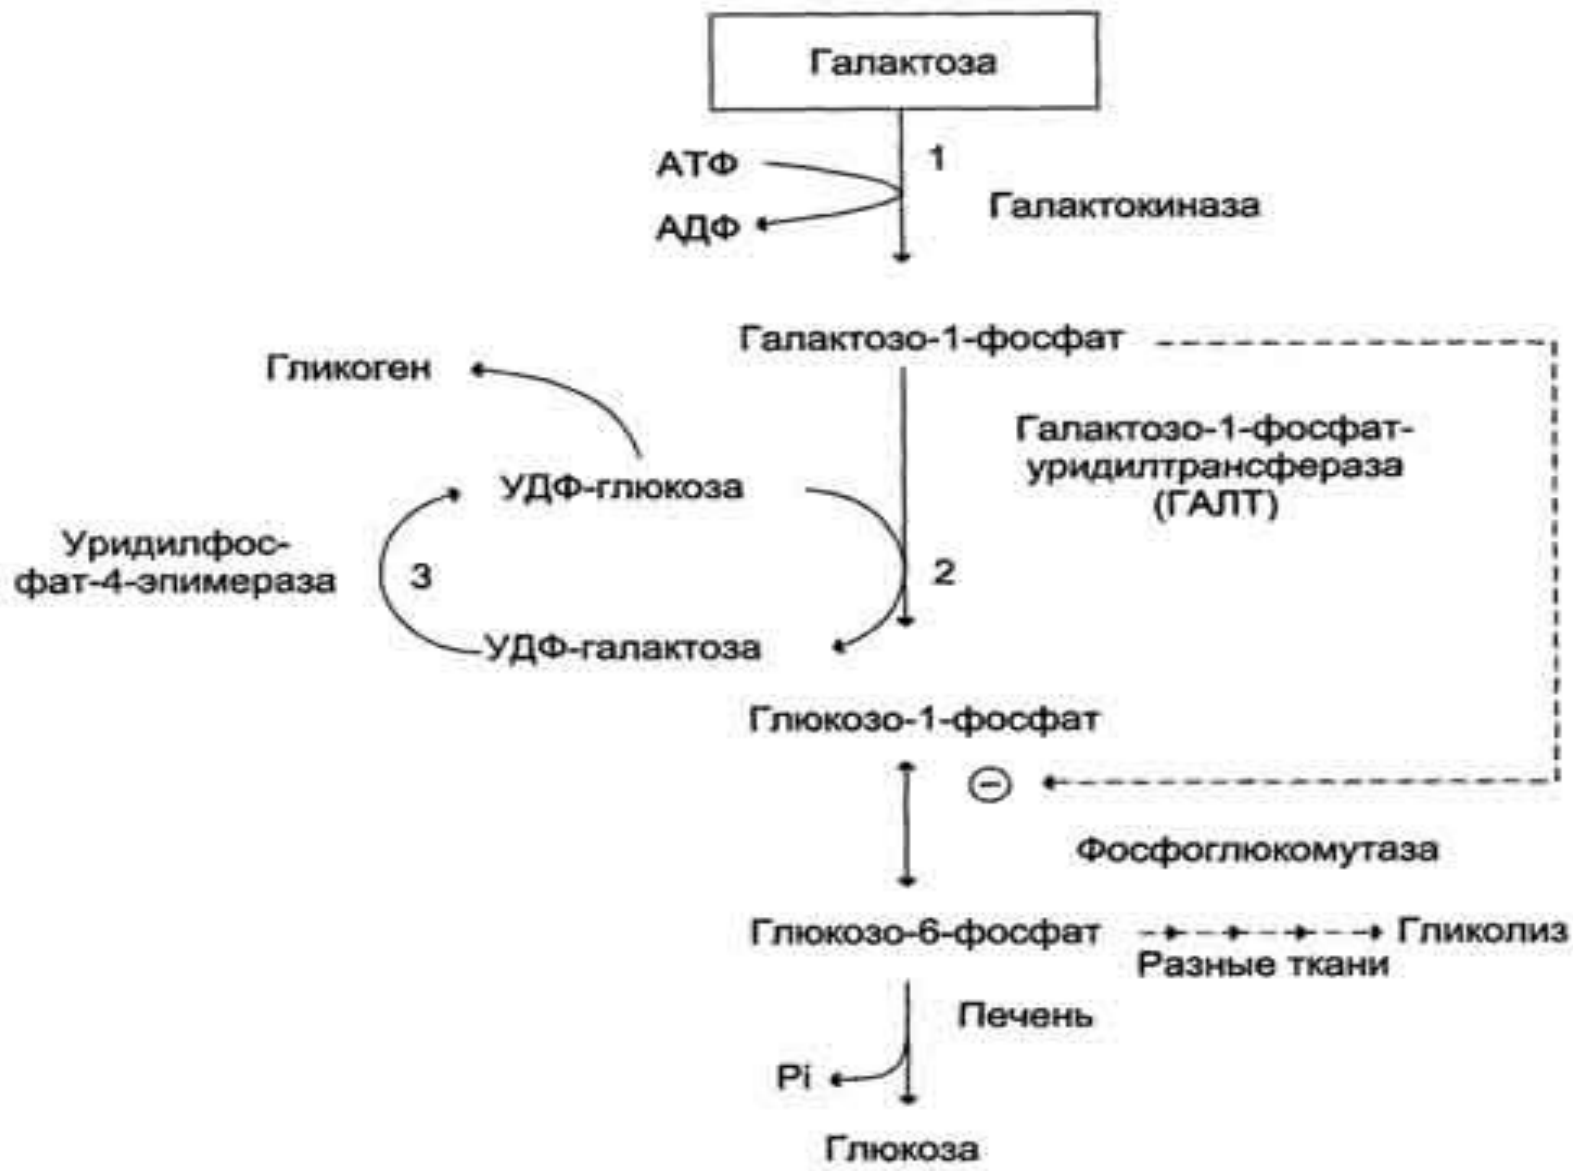 Галактоза
АТФ
1
АДФ
Галактокиназа
Галактозо-1-фосфат
Гликоген
Галактозо-1-фосфат-
уридилтрансфераза
(ГАЛТ)
УДФ-глюкоза
Уридилфос-
фат-4-эпимераза
3
2
УДФ-галактоза
Глюкозо-1-фосфат
−
Фосфоглюкомутаза
Глюкозо-6-фосфат
Гликолиз
Разные ткани
Печень
Pi
Глюкоза